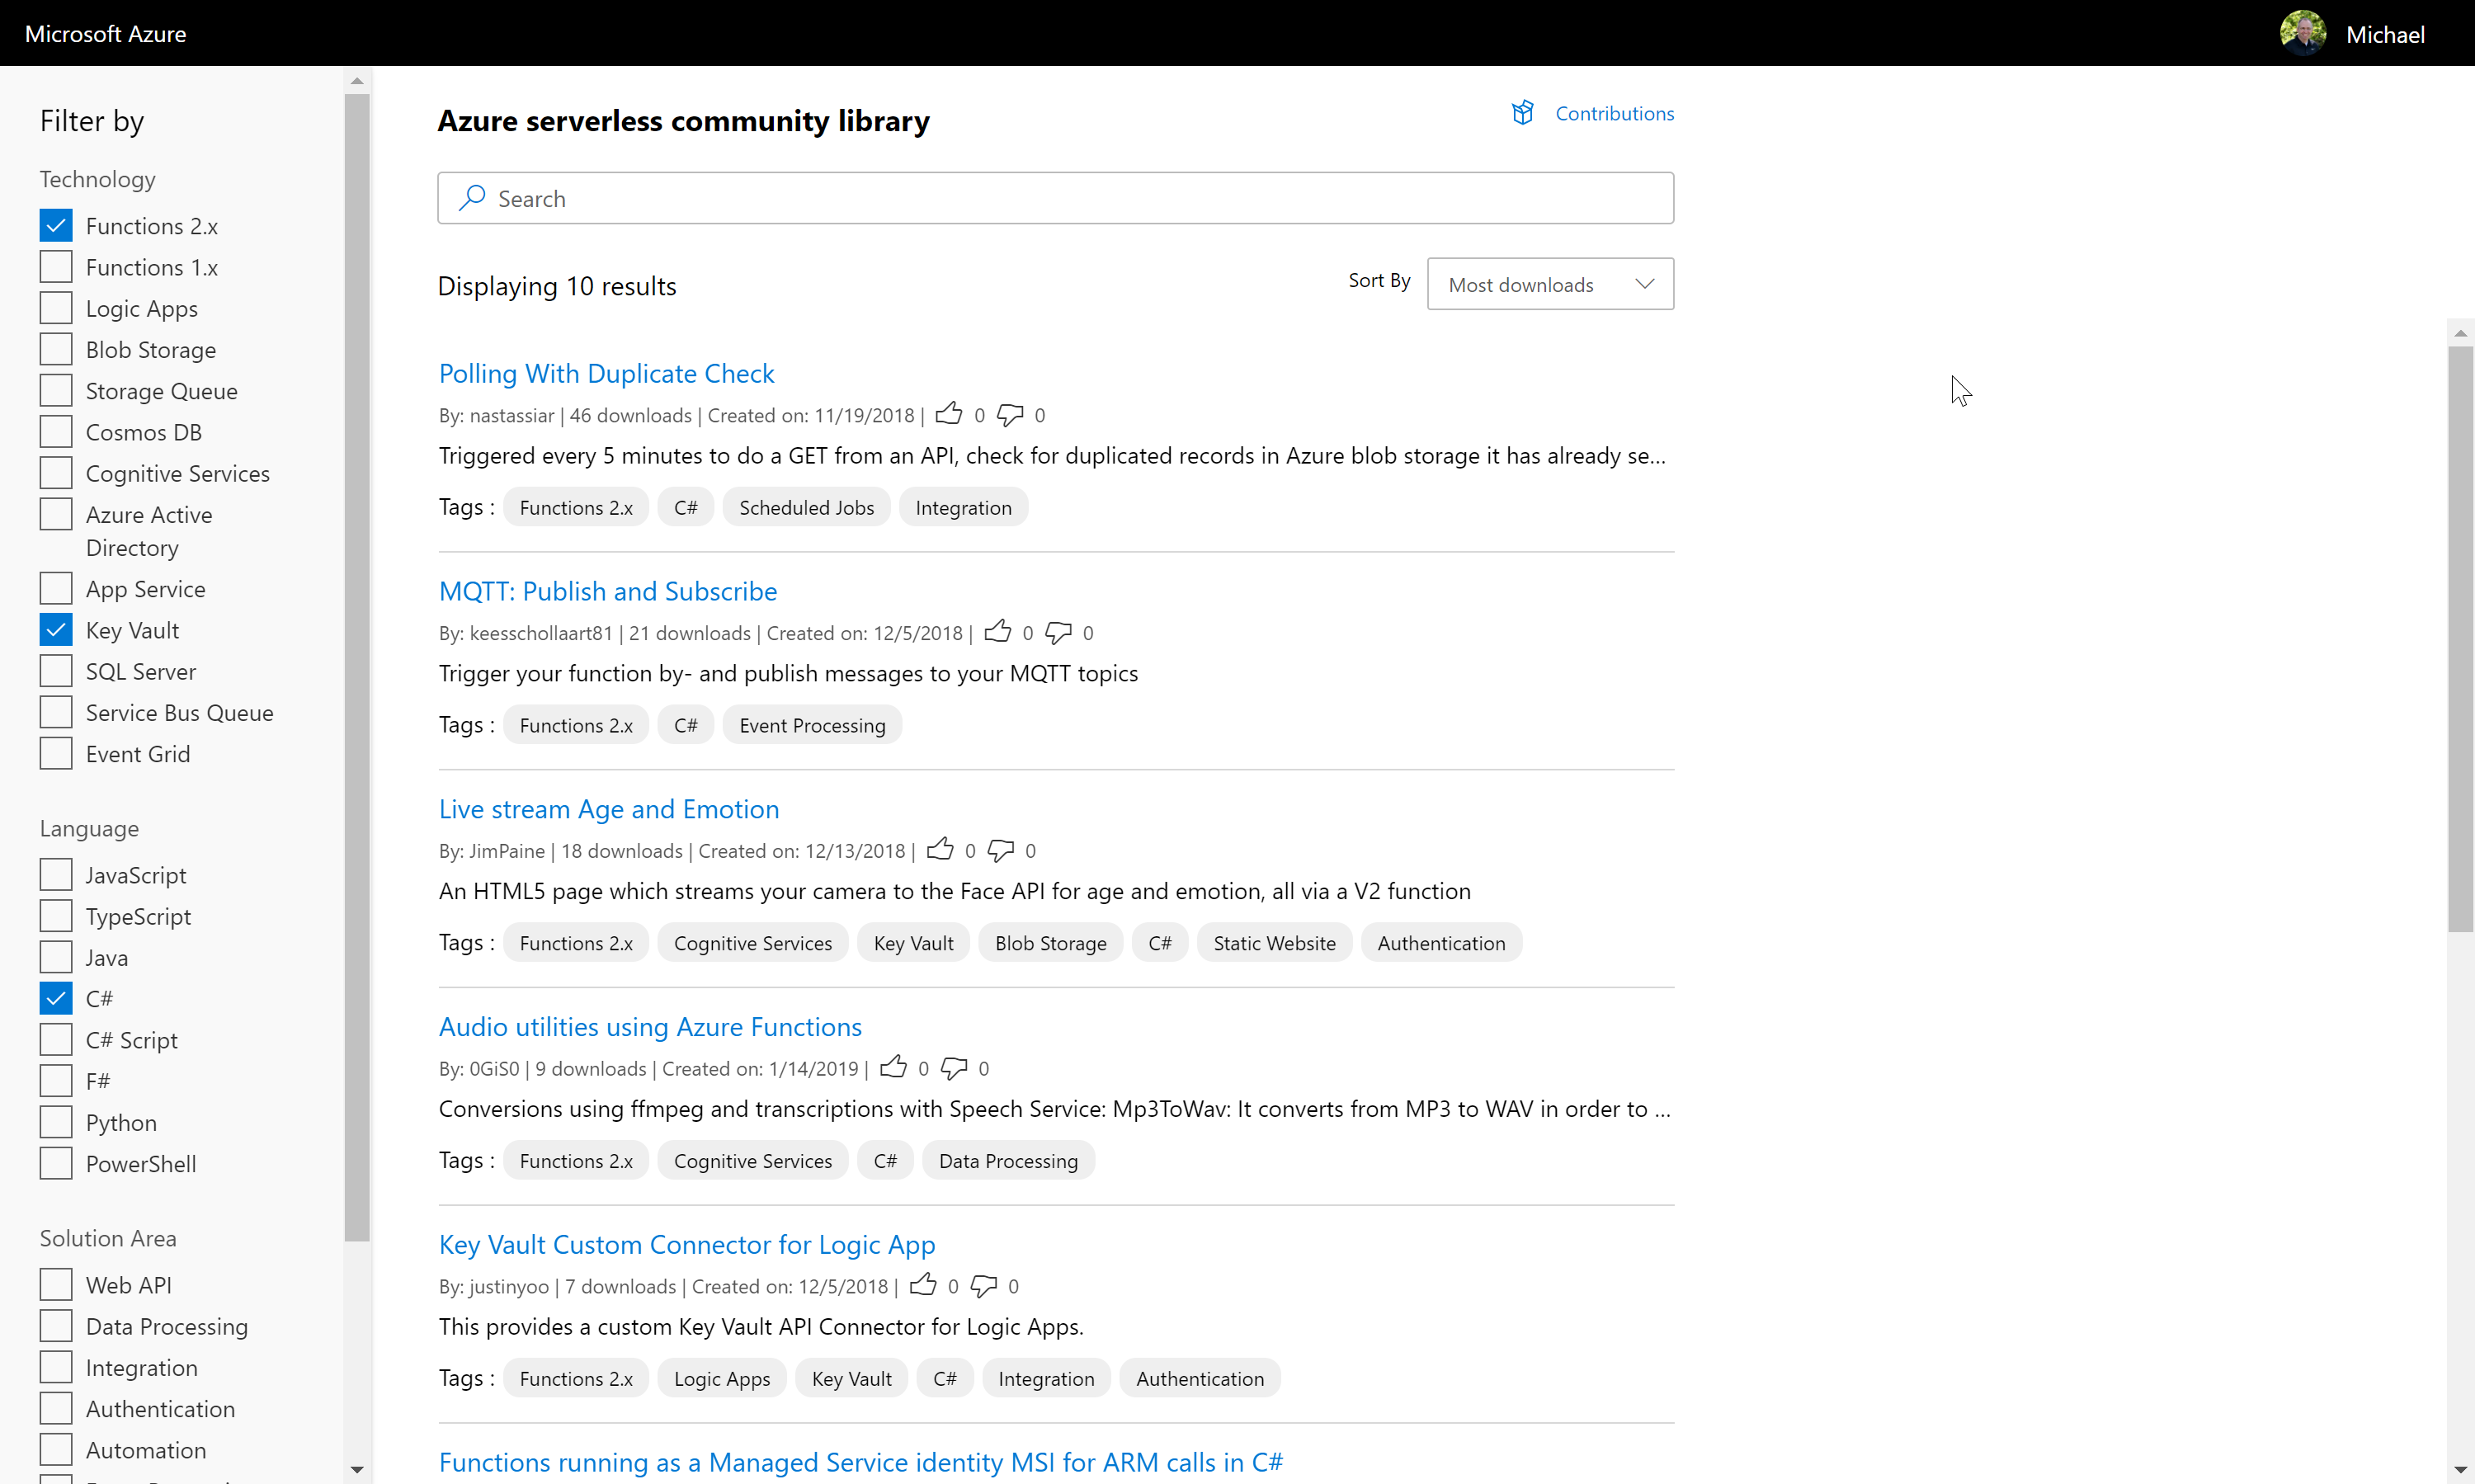 Microsoft Azure
Michael
Filter by
Technology
Functions 2.x
Functions 1.x
Logic Apps
Blob Storage
Storage Queue
Cosmos DB
Cognitive Services
Azure Active
Directory
App Service
Key Vault
SQL Server
Service Bus Queue
Event Grid
Language
JavaScript
TypeScript
Java
C#
C# Script
F#
Python
PowerShell
Solution Area
Web API
Data Processing
Integration
Authentication
Automation
Azure serverless community library
Contributions
Search
Displaying 10 results
Sort By Most downloads
Polling With Duplicate Check
By: nastassiar | 46 downloads | Created on: 11/19/2018 | 0 0
Triggered every 5 minutes to do a GET from an API, check for duplicated records in Azure blob storage it has already se...
Tags : Functions 2.x C# Scheduled Jobs Integration
MQTT: Publish and Subscribe
By: keesschollaart81 | 21 downloads | Created on: 12/5/2018 | 0 0
Trigger your function by- and publish messages to your MQTT topics
Tags : Functions 2.x C# Event Processing
Live stream Age and Emotion
By: JimPaine | 18 downloads | Created on: 12/13/2018 | 0 0
An HTML5 page which streams your camera to the Face API for age and emotion, all via a V2 function
Tags : Functions 2.x Cognitive Services Key Vault Blob Storage C# Static Website Authentication
Audio utilities using Azure Functions
By: 0GiS0 | 9 downloads | Created on: 1/14/2019 | 0 0
Conversions using ffmpeg and transcriptions with Speech Service: Mp3ToWav: It converts from MP3 to WAV in order to ...
Tags : Functions 2.x Cognitive Services C# Data Processing
Key Vault Custom Connector for Logic App
By: justinyoo | 7 downloads | Created on: 12/5/2018 | 0 0
This provides a custom Key Vault API Connector for Logic Apps.
Tags : Functions 2.x Logic Apps Key Vault C# Integration Authentication
Functions running as a Managed Service identity MSI for ARM calls in C#